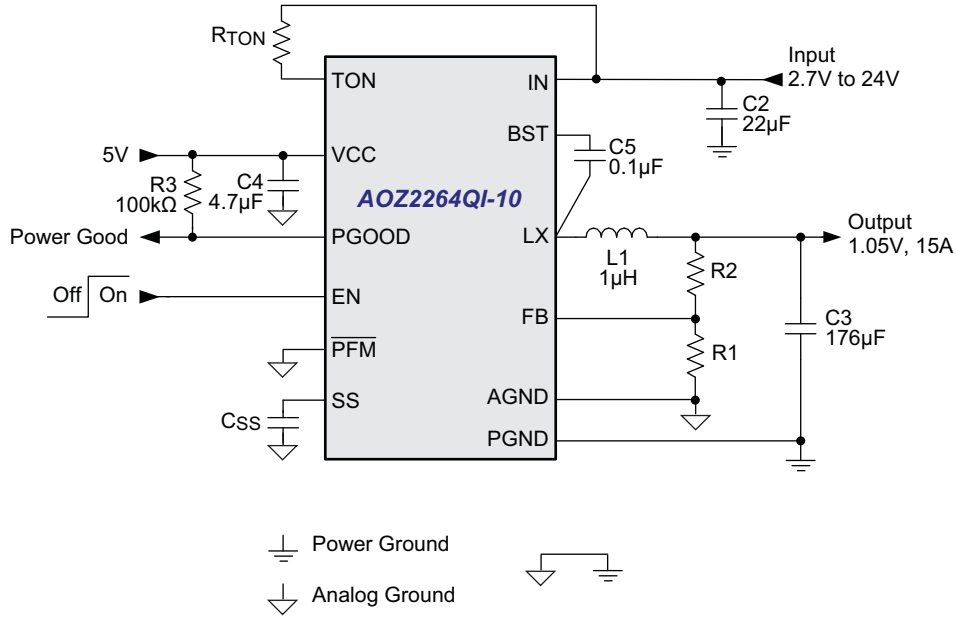 RTON
Input
2.7V to 24V
TON
IN
C2
22µF
BST
C5
0.1µF
5V
VCC
R3
100kΩ
C4
4.7µF
AOZ2264QI-10
Power Good
PGOOD
LX
L1
1µH
Output
1.05V, 15A
R2
Off
On
EN
FB
C3
176µF
PFM
R1
SS
AGND
CSS
PGND
Power Ground
Analog Ground